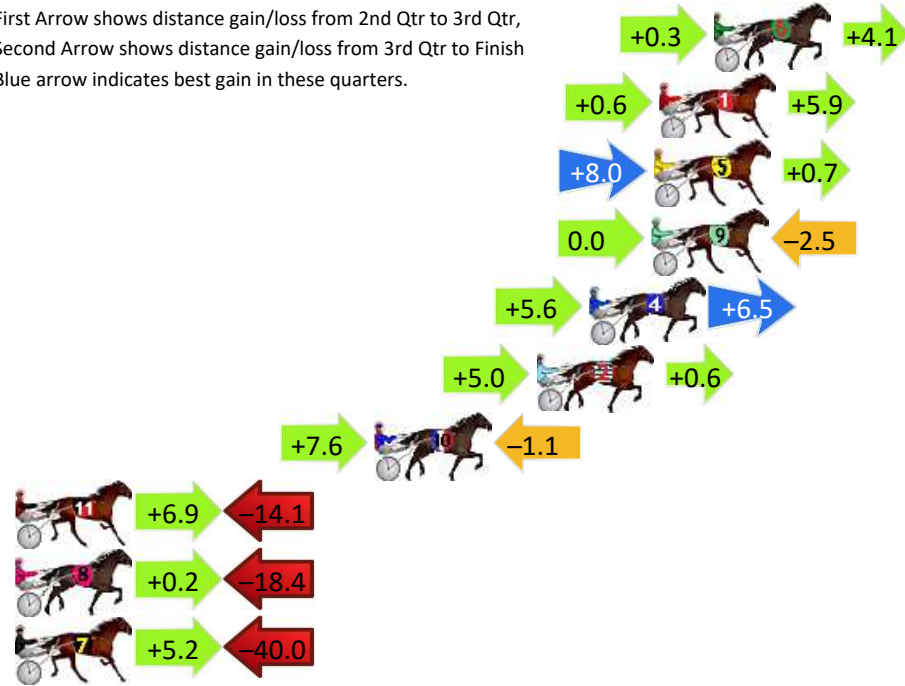 First Arrow shows distance gain/loss from 2nd Qtr to 3rd Qtr,
Second Arrow shows distance gain/loss from 3rd Qtr to Finish
Blue arrow indicates best gain in these quarters.
+0.3 6 +4.1
+0.6 1 +5.9
+8.0 5 +0.7
0.0 9 –2.5
+5.6 4 +6.5
+5.0 2 +0.6
+7.6 10 –1.1
11 +6.9 –14.1
8 +0.2 –18.4
7 +5.2 –40.0